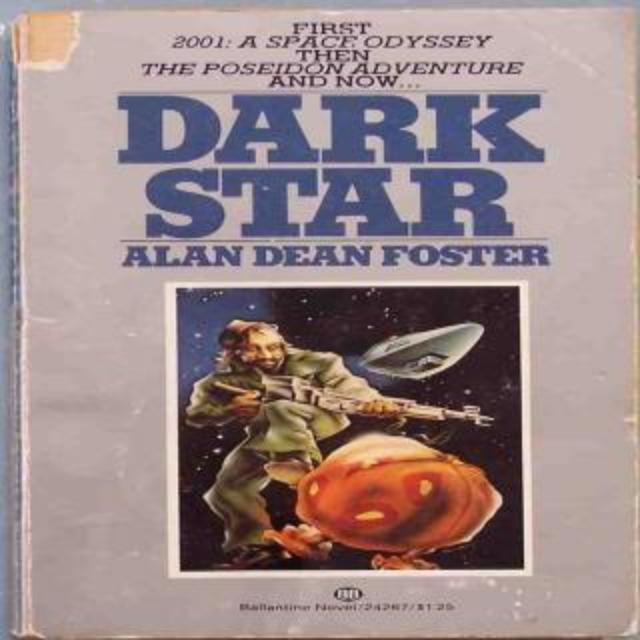 FIRST
2001: A SPACE ODYSSEY
THEN
THE POSEIDON ADVENTURE
AND NOW...
DARK
STAR
ALAN DEAN FOSTER
BB
Ballantine Novel/24267/$1.25